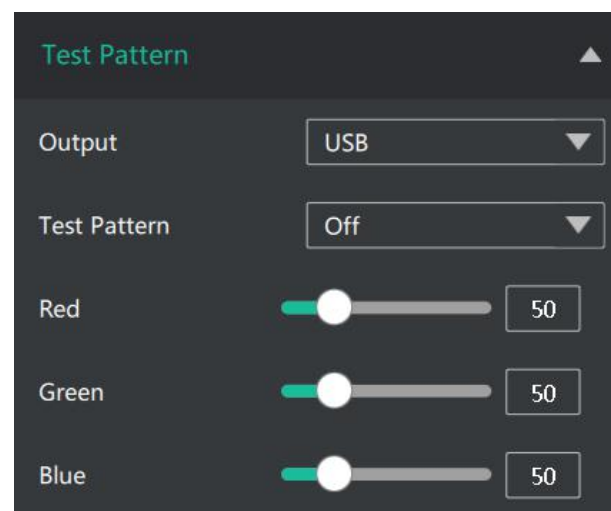 Test Pattern
Output USB
Test Pattern Off
Red 50
Green 50
Blue 50